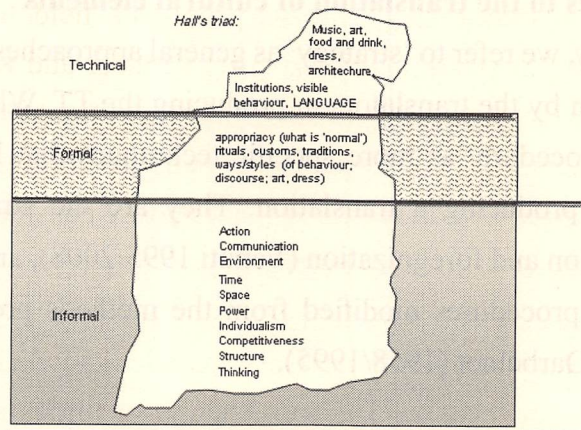 Hall's triad:
Music, art,
food and drink,
dress,
architecture
Technical
Institutions, visible
behaviour, LANGUAGE
appropriacy (what is 'normal')
rituals, customs, traditions,
ways/styles (of behaviour;
discourse; art, dress)
Formal
Action
Communication
Environment
Time
Space
Power
Individualism
Competitiveness
Structure
Thinking
Informal